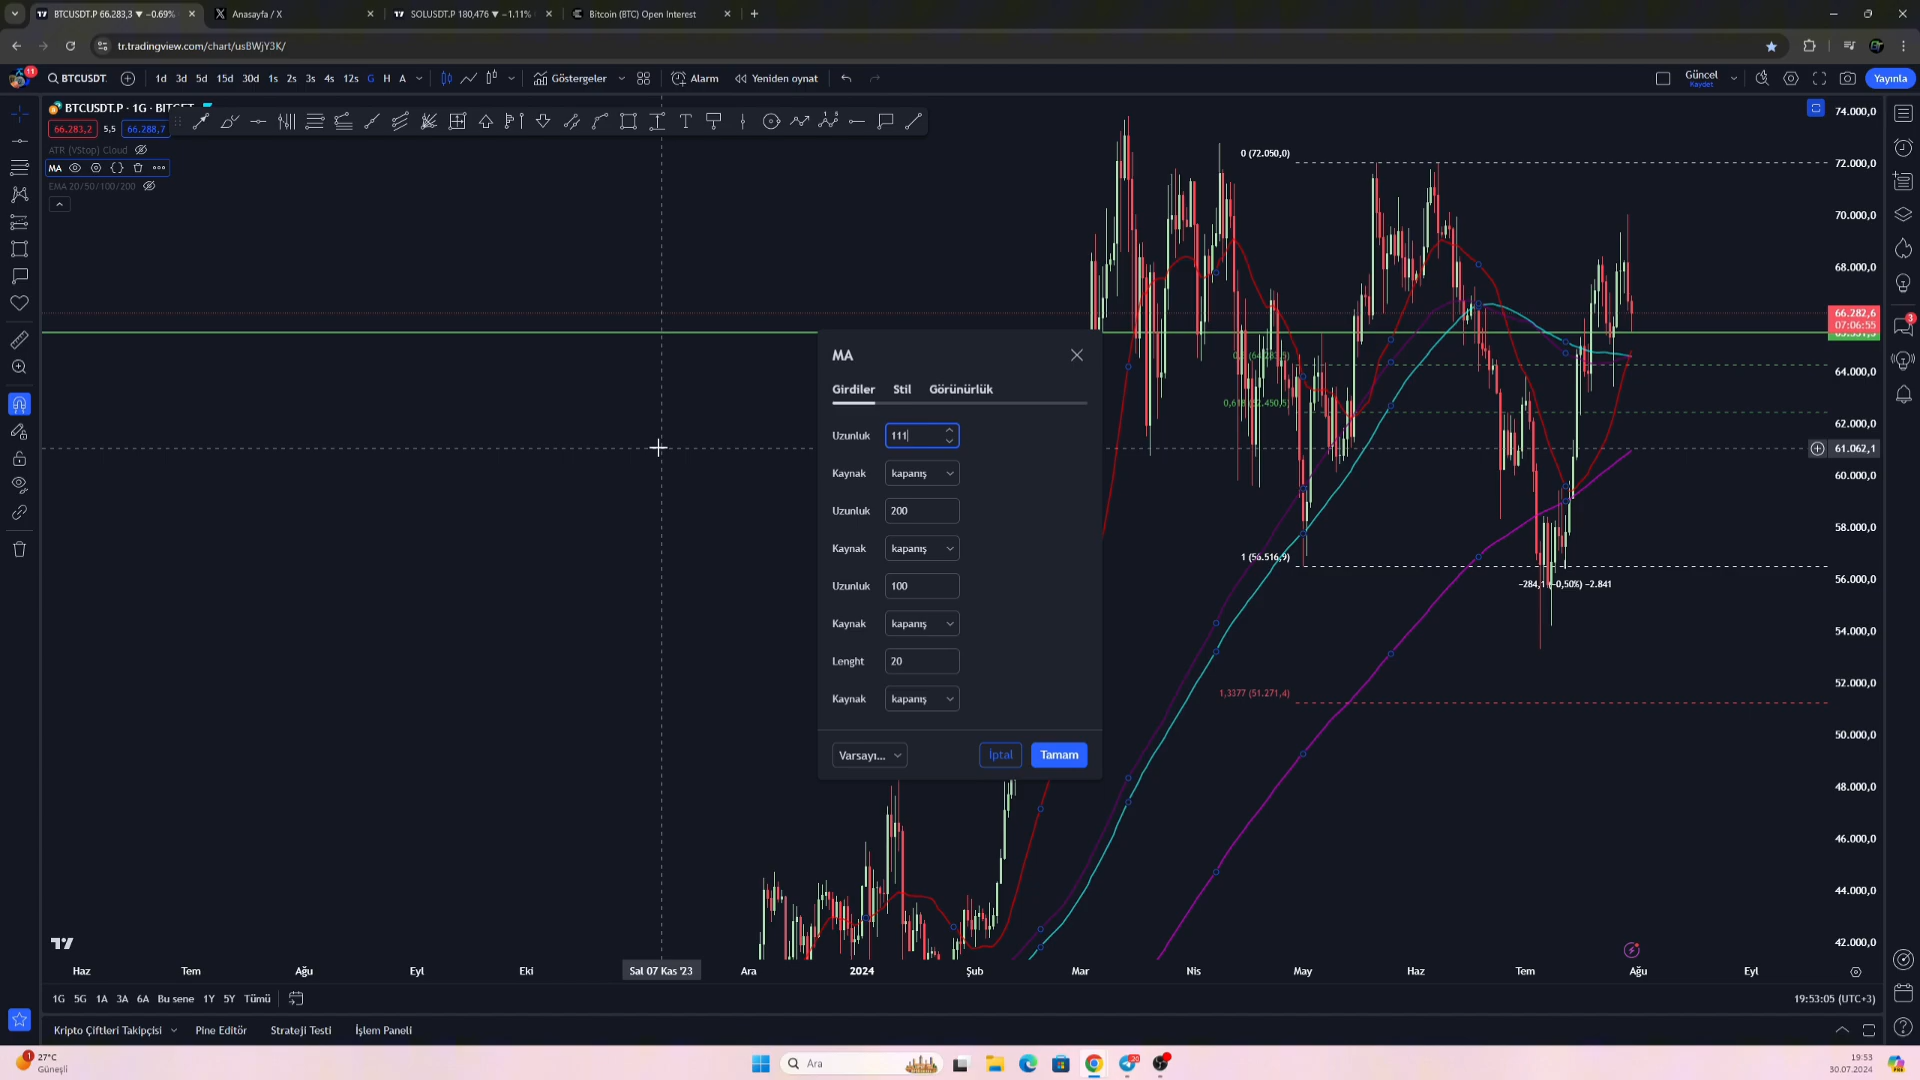 BTCUSDT.P 66.283,3 ▼ −0.69%
Anasayfa / X
SOLUSDT.P 180,476 ▼ −1.11%
Bitcoin (BTC) Open Interest
tr.tradingview.com/chart/usBWjY3K/
11
BTCUSDT.
1d 3d 5d 15d 30d 1s 2s 3s 4s 12s G H A
Göstergeler
Alarm
Yeniden oynat
Güncel
Kaydet
Yayınla
BTCUSDT.P · 1G · BITGET
66.283,2 5,5 66.288,7
ATR (VStop) Cloud
MA
EMA 20/50/100/200
0 (72.050,0)
0,618 (62.450,5)
1 (56.516,9)
−284,1 (−0,50%) −2.841
1,3377 (51.271,4)
74.000,0
72.000,0
70.000,0
68.000,0
66.282,6
07:06:55
64.000,0
62.000,0
61.062,1
60.000,0
58.000,0
56.000,0
54.000,0
52.000,0
50.000,0
48.000,0
46.000,0
44.000,0
42.000,0
3
MA
Girdiler Stil Görünürlük
Uzunluk 111
Kaynak kapanış
Uzunluk 200
Kaynak kapanış
Uzunluk 100
Kaynak kapanış
Lenght 20
Kaynak kapanış
Varsayı... İptal Tamam
Haz Tem Ağu Eyl Eki Sal 07 Kas '23 Ara 2024 Şub Mar Nis May Haz Tem Ağu Eyl
1G 5G 1A 3A 6A Bu sene 1Y 5Y Tümü
19:53:05 (UTC+3)
Kripto Çiftleri Takipçisi Pine Editör Strateji Testi İşlem Paneli
1
27°C
Güneşli
Ara
20
19:53
30.07.2024